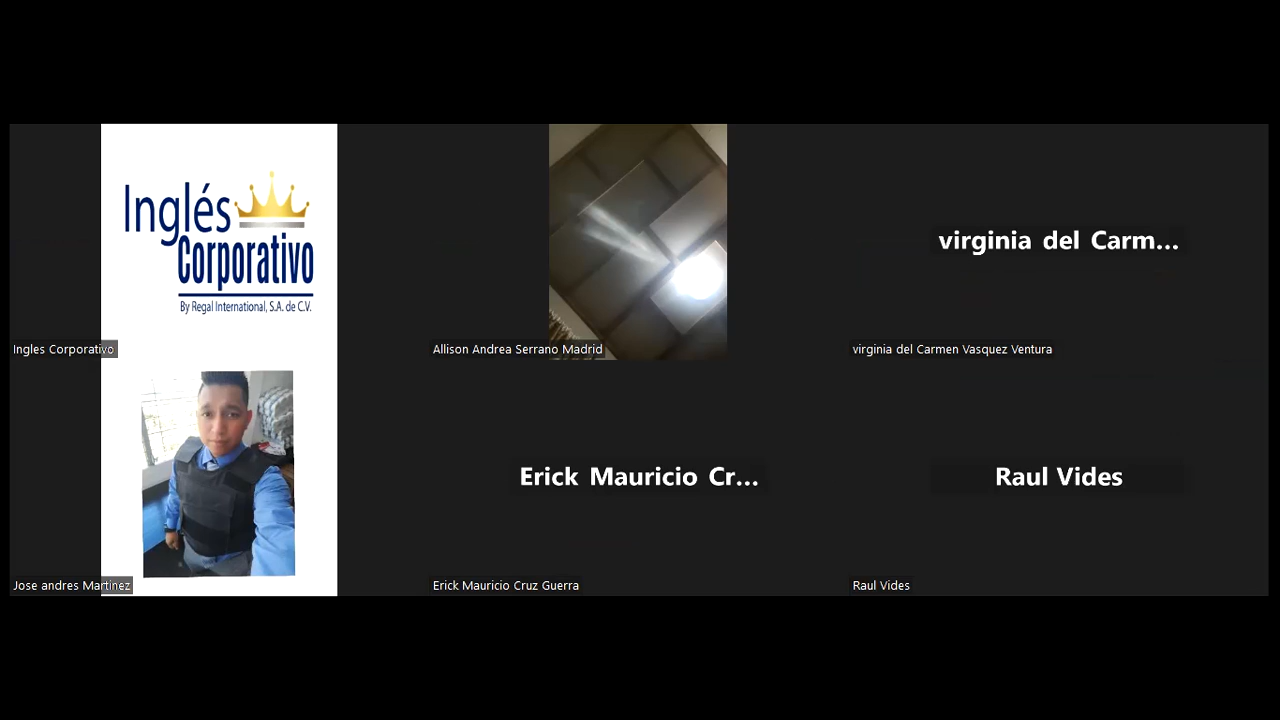 Inglés
Corporativo
By Regal International, S.A. de C.V.
Ingles Corporativo
Allison Andrea Serrano Madrid
virginia del Carm...
virginia del Carmen Vasquez Ventura
Jose andres Martinez
Erick Mauricio Cr...
Erick Mauricio Cruz Guerra
Raul Vides
Raul Vides